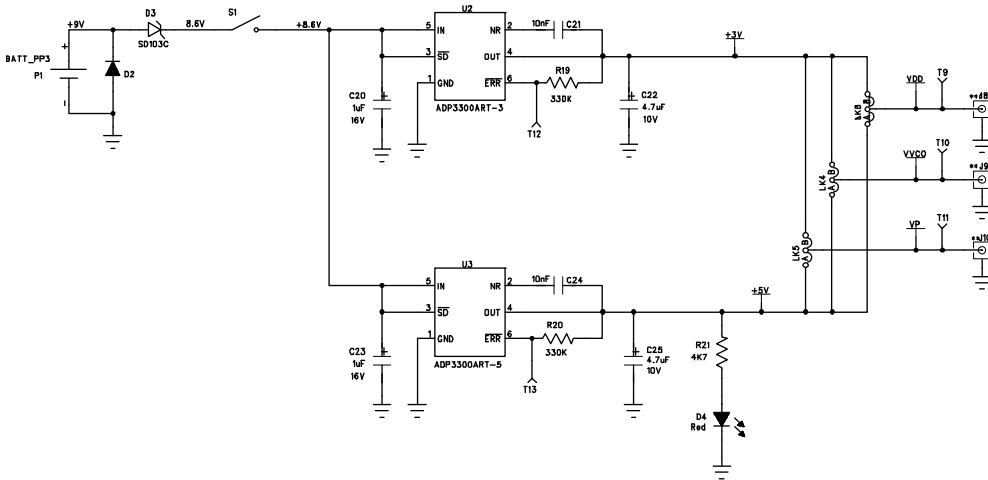 +9V
D3
SD103C
8.6V
S1
+8.6V
BATT_PP3
P1
+
-
D2
U2
5 IN
NR 2
3 SD
OUT 4
1 GND
ERR 6
ADP3300ART-3
10nF
C21
R19
330K
T12
C20
1uF
16V
+
C22
4.7uF
10V
+
+3V
VDD
T9
B
A
VVCO
T10
**J9
LK4
B
A
VP
T11
LK5
B
A
U3
5 IN
NR 2
3 SD
OUT 4
1 GND
ERR 6
ADP3300ART-5
10nF
C24
R20
330K
T13
C23
1uF
16V
+
C25
4.7uF
10V
+
+5V
R21
4K7
D4
Red